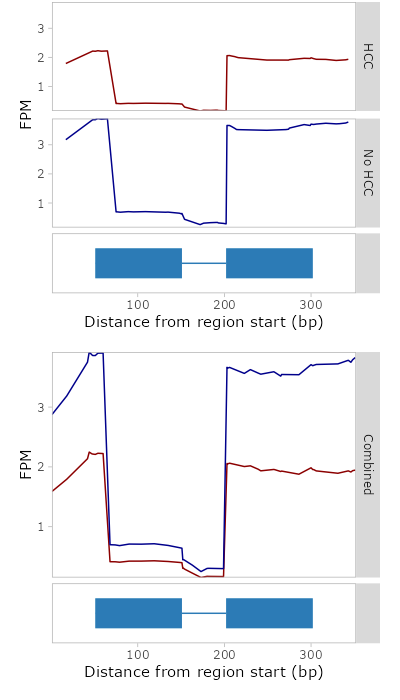 3
2
1
HCC
FPM
3
2
1
No HCC
100
200
300
Distance from region start (bp)
3
2
1
FPM
Combined
100
200
300
Distance from region start (bp)